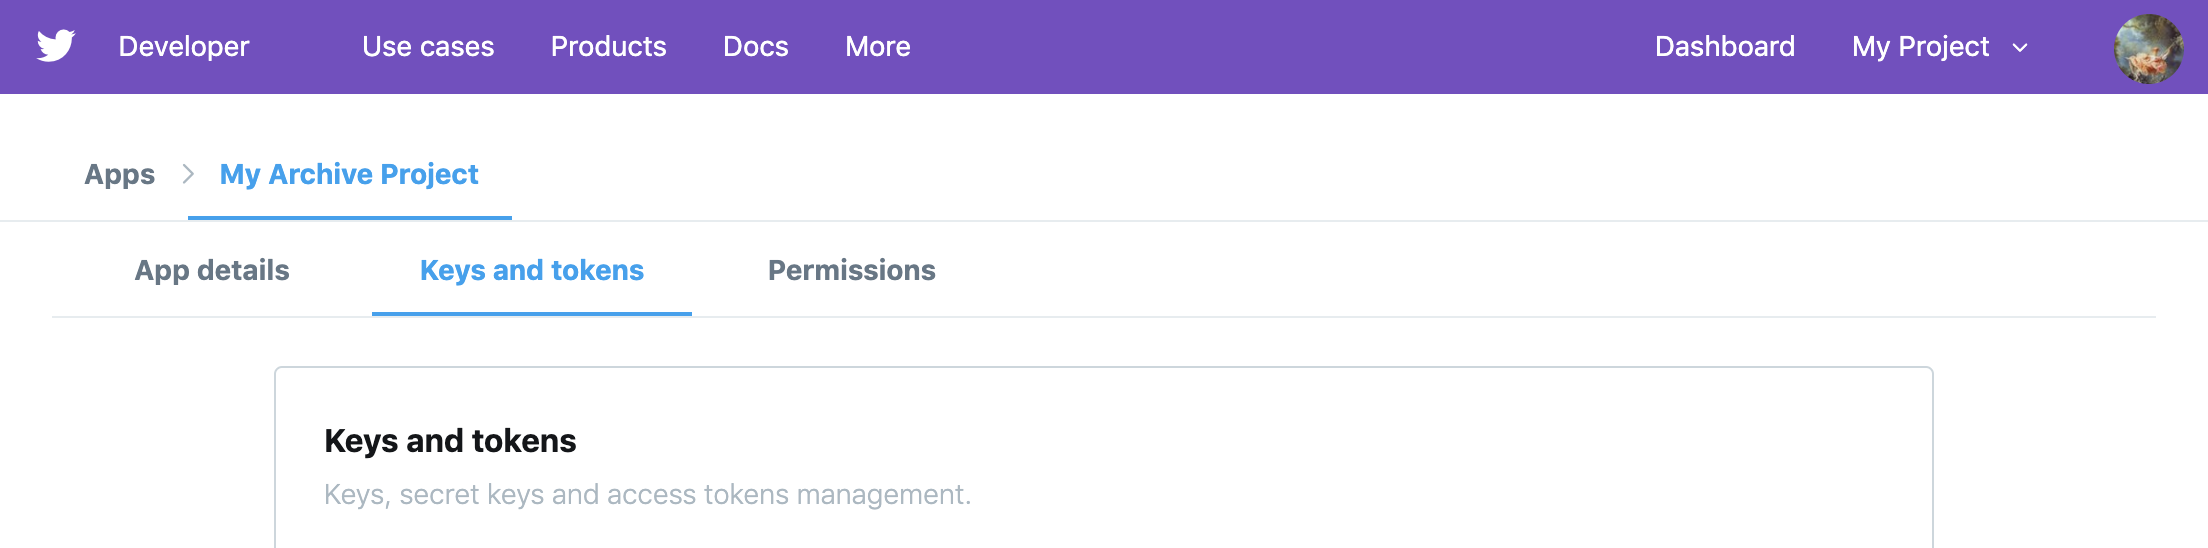 Developer Use cases Products Docs More Dashboard My Project
Apps My Archive Project
App details Keys and tokens Permissions
Keys and tokens
Keys, secret keys and access tokens management.